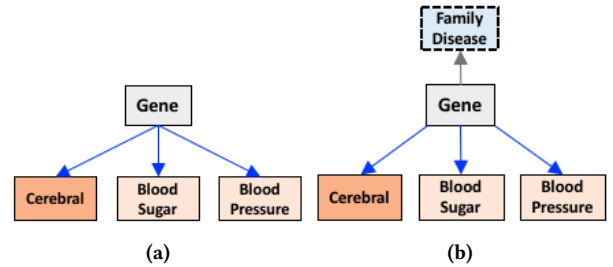 Family
Disease
Gene
Gene
Cerebral
Blood
Sugar
Blood
Pressure
Cerebral
Blood
Sugar
Blood
Pressure
(a)
(b)